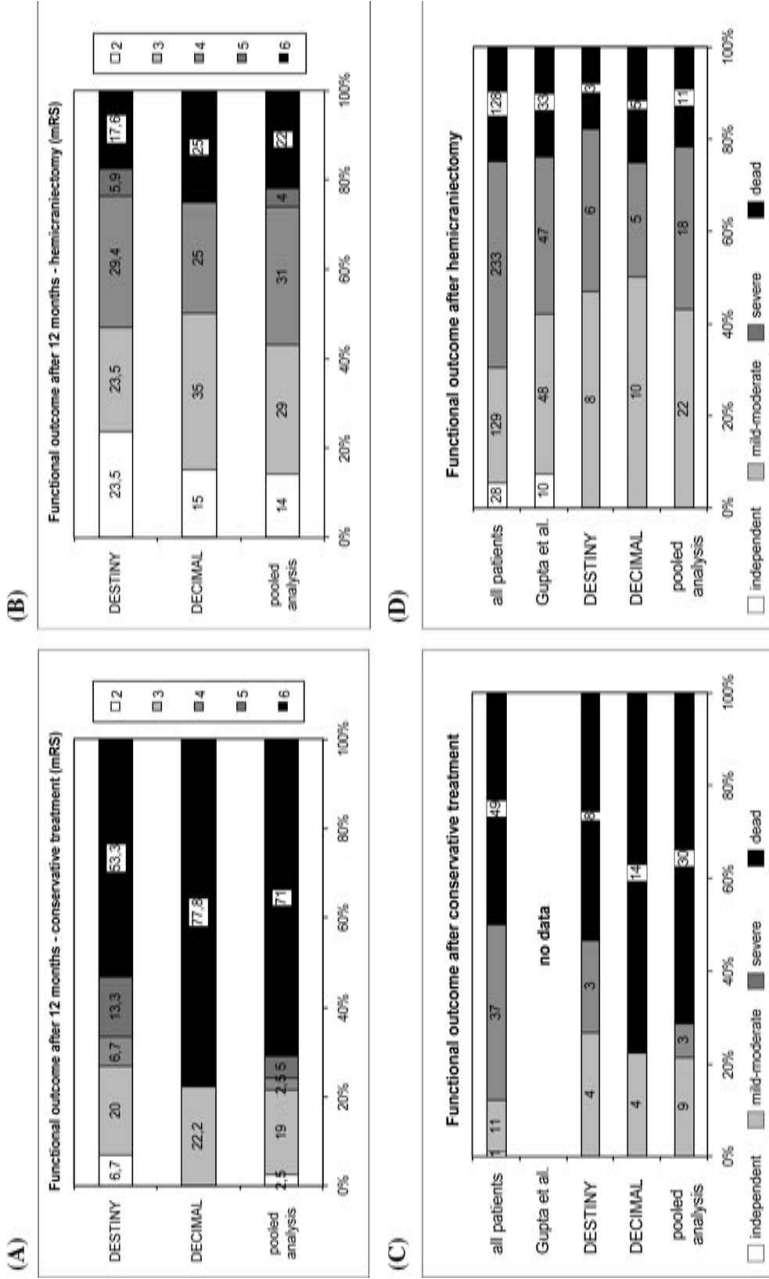 (A)
Functional outcome after 12 months - conservative treatment (mRS)
DESTINY
6,7
20
6,7
13,3
53,3
DECIMAL
22,2
77,8
pooled
analysis
2,5
19
2,5
5
71
0%
20%
40%
60%
80%
100%
2
3
4
5
6
(B)
Functional outcome after 12 months - hemicraniectomy (mRS)
DESTINY
23,5
23,5
29,4
5,9
17,6
DECIMAL
15
35
25
25
pooled
analysis
14
29
31
4
22
0%
20%
40%
60%
80%
100%
2
3
4
5
6
(C)
Functional outcome after conservative treatment
all patients
1
11
37
49
Gupta et al.
no data
DESTINY
4
3
8
DECIMAL
4
14
pooled
analysis
9
3
30
0%
20%
40%
60%
80%
100%
independent
mild-moderate
severe
dead
(D)
Functional outcome after hemicraniectomy
all patients
28
129
233
128
Gupta et al.
10
48
47
33
DESTINY
8
6
3
DECIMAL
10
5
5
pooled
analysis
22
18
11
0%
20%
40%
60%
80%
100%
independent
mild-moderate
severe
dead